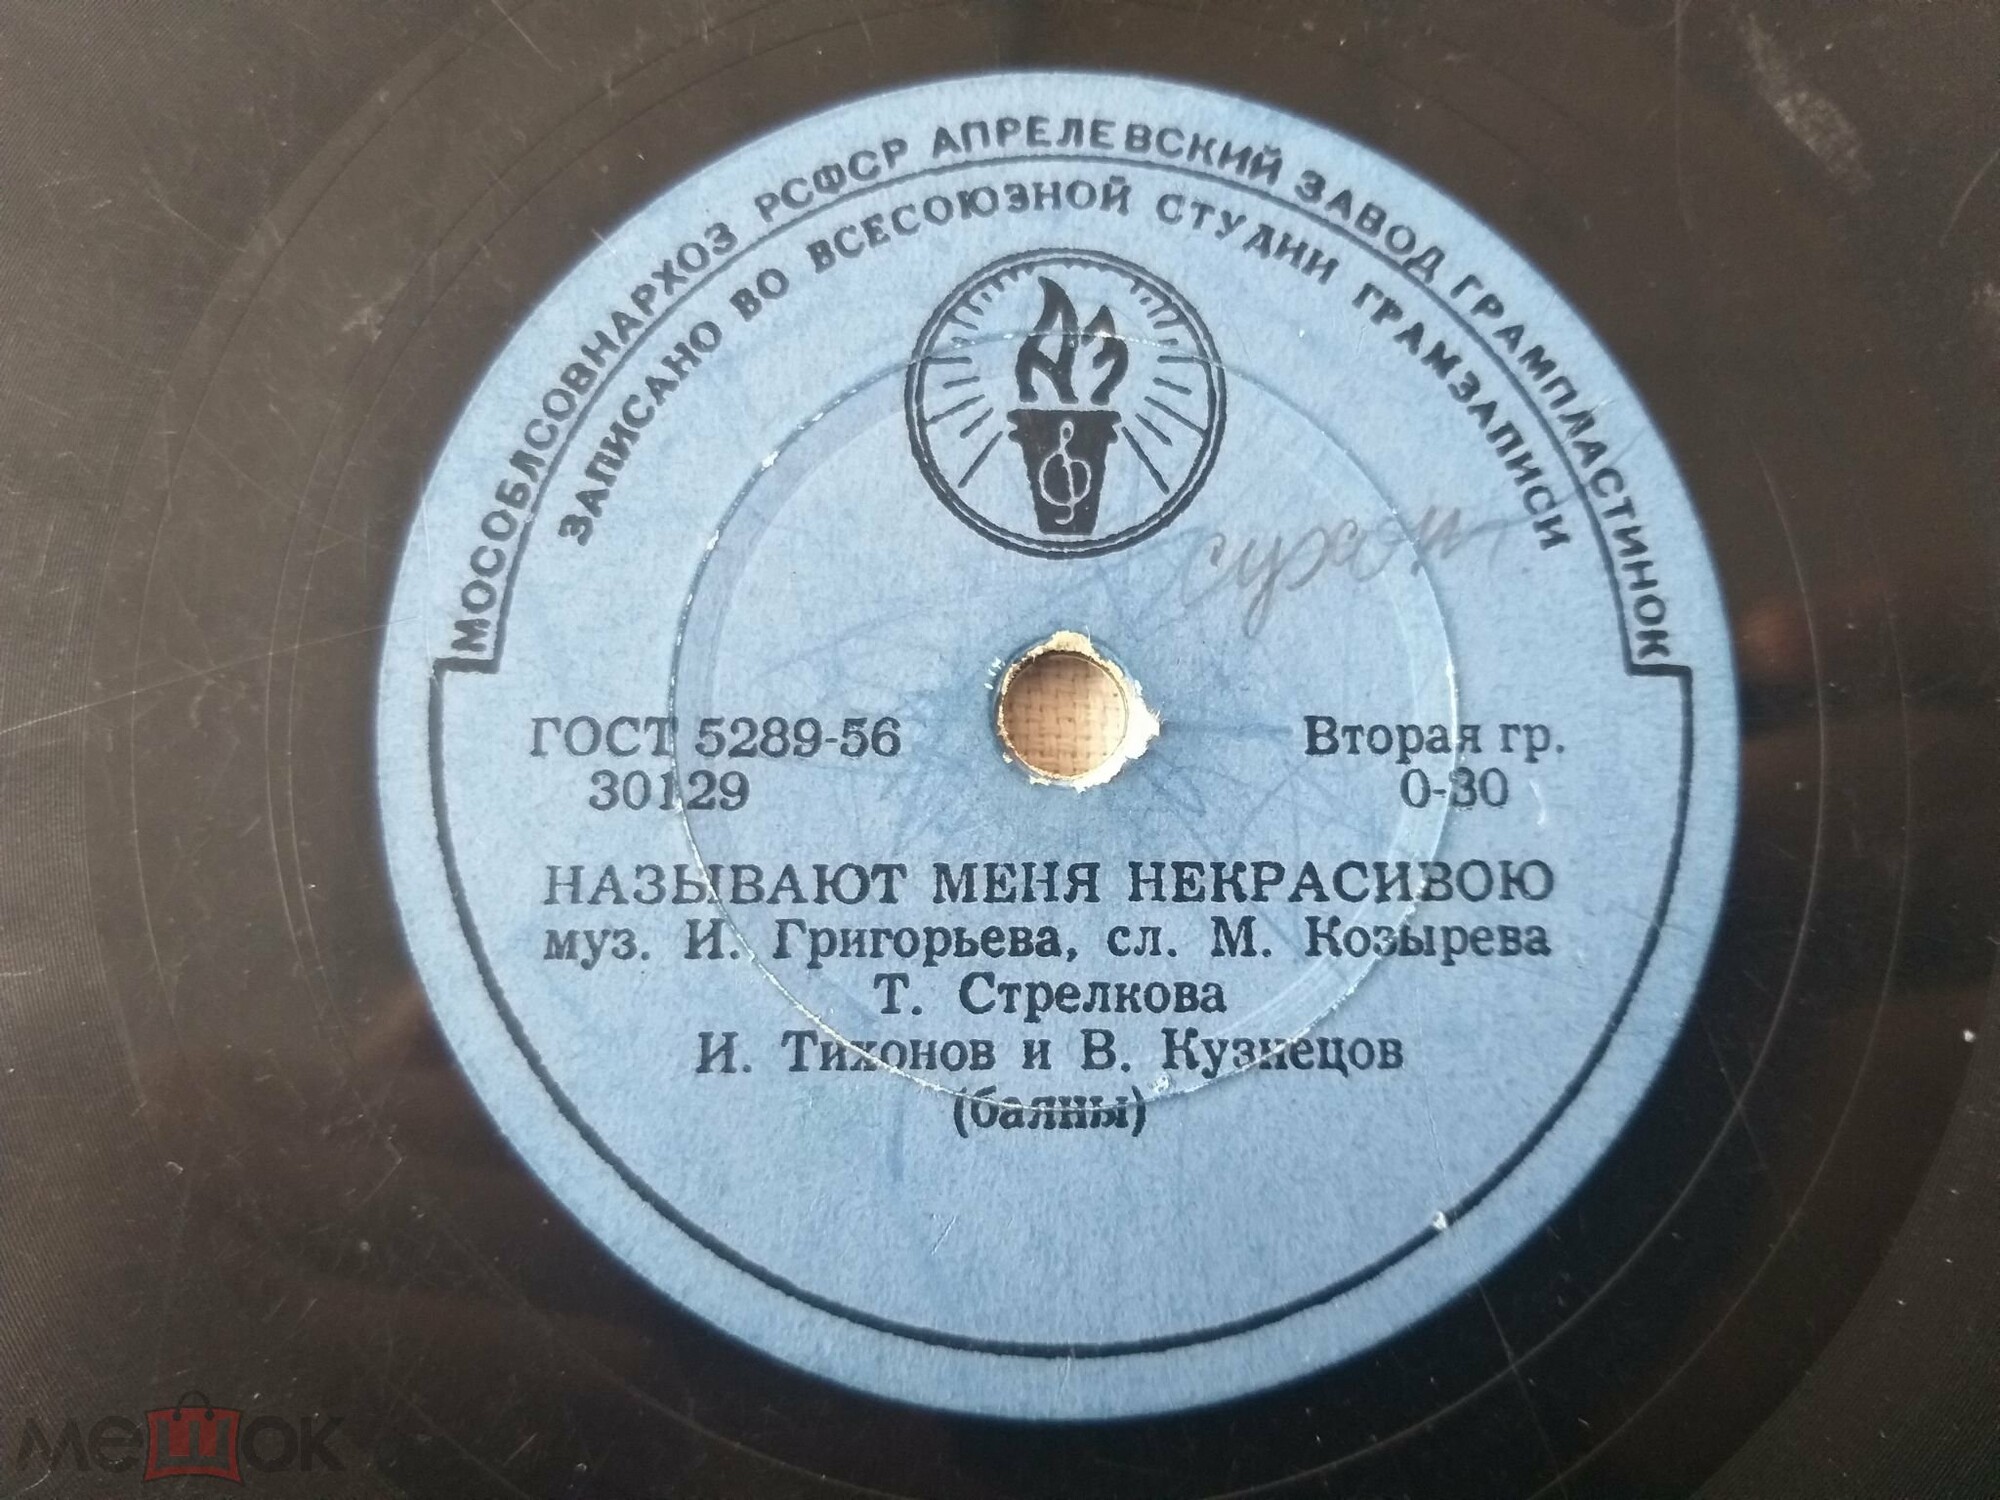 МОСОБЛСОВНАРХОЗ РСФСР АПРЕЛЕВСКИЙ ЗАВОД ГРАМПЛАСТИНОК
ЗАПИСАНО ВО ВСЕСОЮЗНОЙ СТУДИИ ГРАМЗАПИСИ
ГОСТ 5289-56
30129
Вторая гр.
0-30
НАЗЫВАЮТ МЕНЯ НЕКРАСИВОЮ
муз. И. Григорьева, сл. М. Козырева
Т. Стрелкова
И. Тихонов и В. Кузнецов
(баяны)
мешок